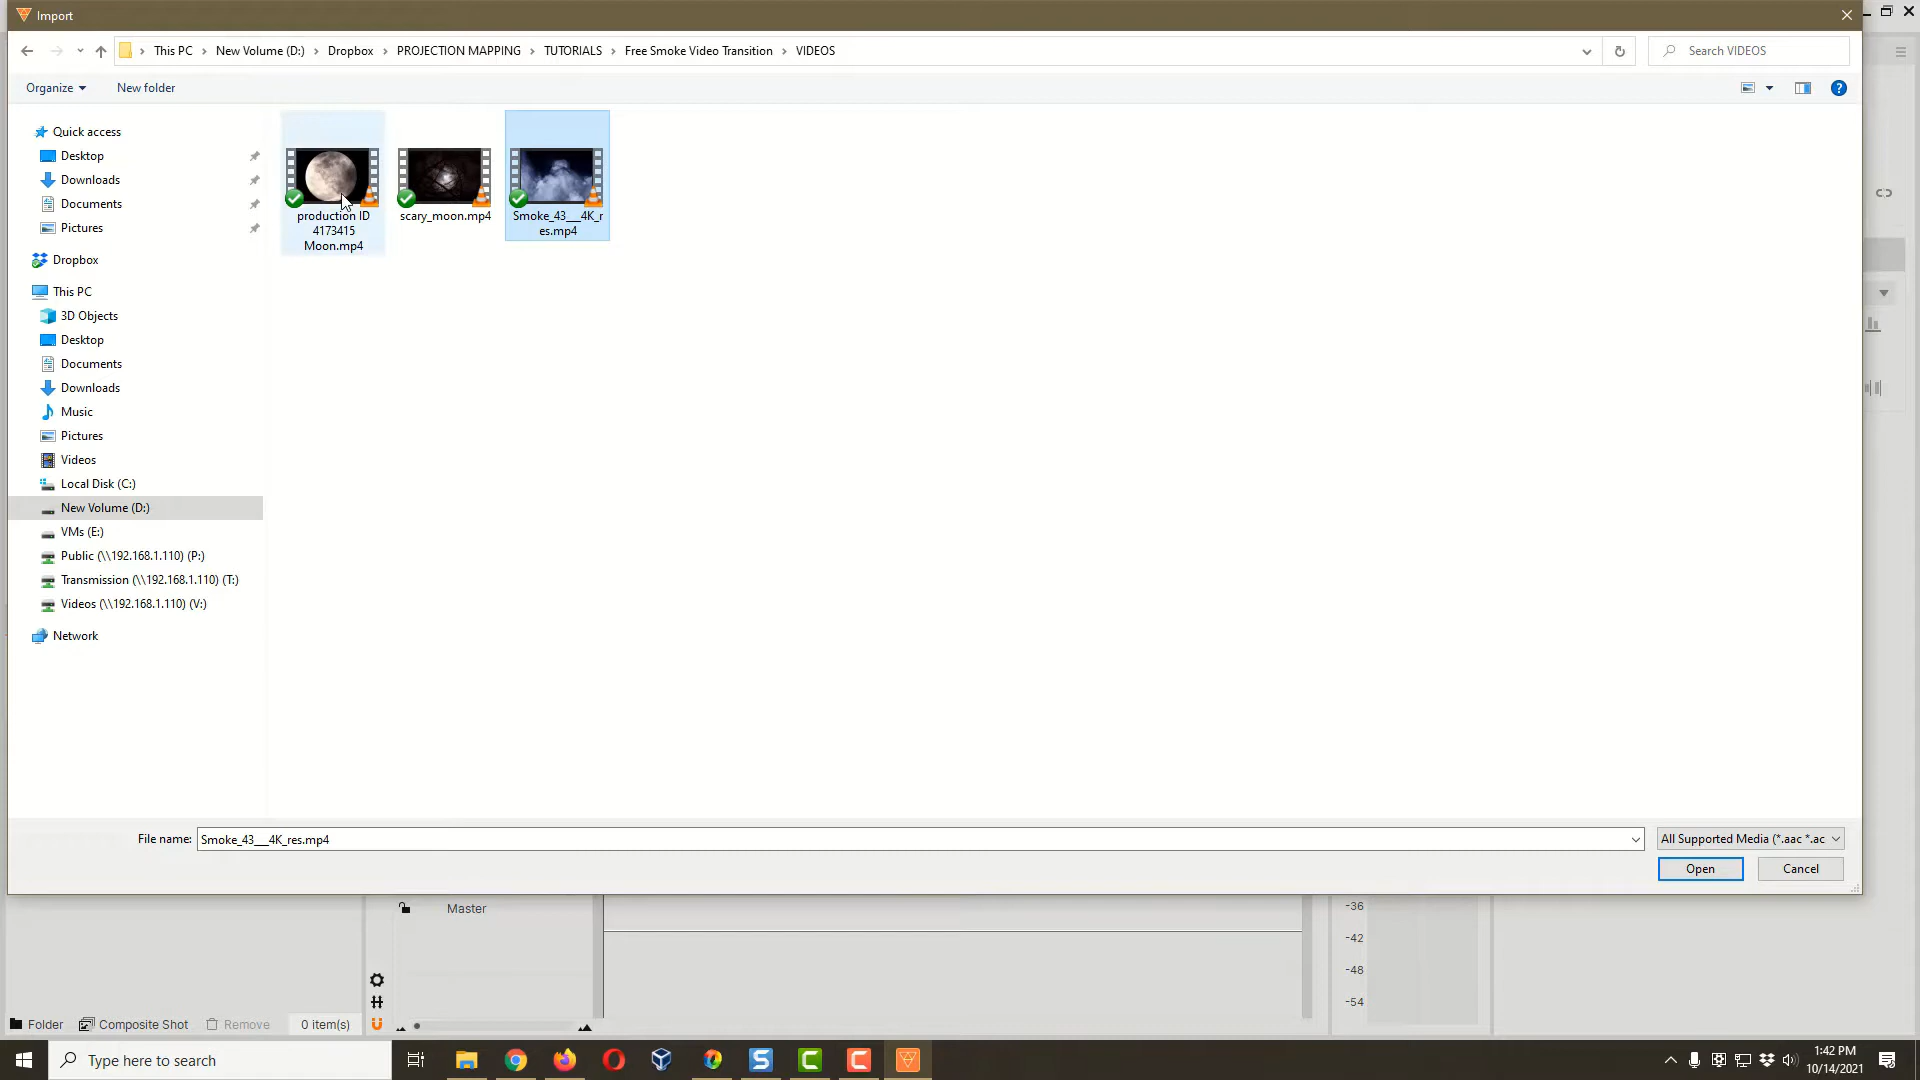 Import
This PC > New Volume (D:) > Dropbox > PROJECTION MAPPING > TUTORIALS > Free Smoke Video Transition > VIDEOS
Search VIDEOS
Organize
New folder
Quick access
Desktop
Downloads
Documents
Pictures
Dropbox
This PC
3D Objects
Desktop
Documents
Downloads
Music
Pictures
Videos
Local Disk (C:)
New Volume (D:)
VMs (E:)
Public (\\192.168.1.110) (P:)
Transmission (\\192.168.1.110) (T:)
Videos (\\192.168.1.110) (V:)
Network
production ID
4173415
Moon.mp4
scary_moon.mp4
Smoke_43___4K_r
es.mp4
File name:
Smoke_43___4K_res.mp4
All Supported Media (*.aac *.ac
Open
Cancel
Master
-36
-42
-48
-54
Folder
Composite Shot
Remove
0 item(s)
Type here to search
1:42 PM
10/14/2021